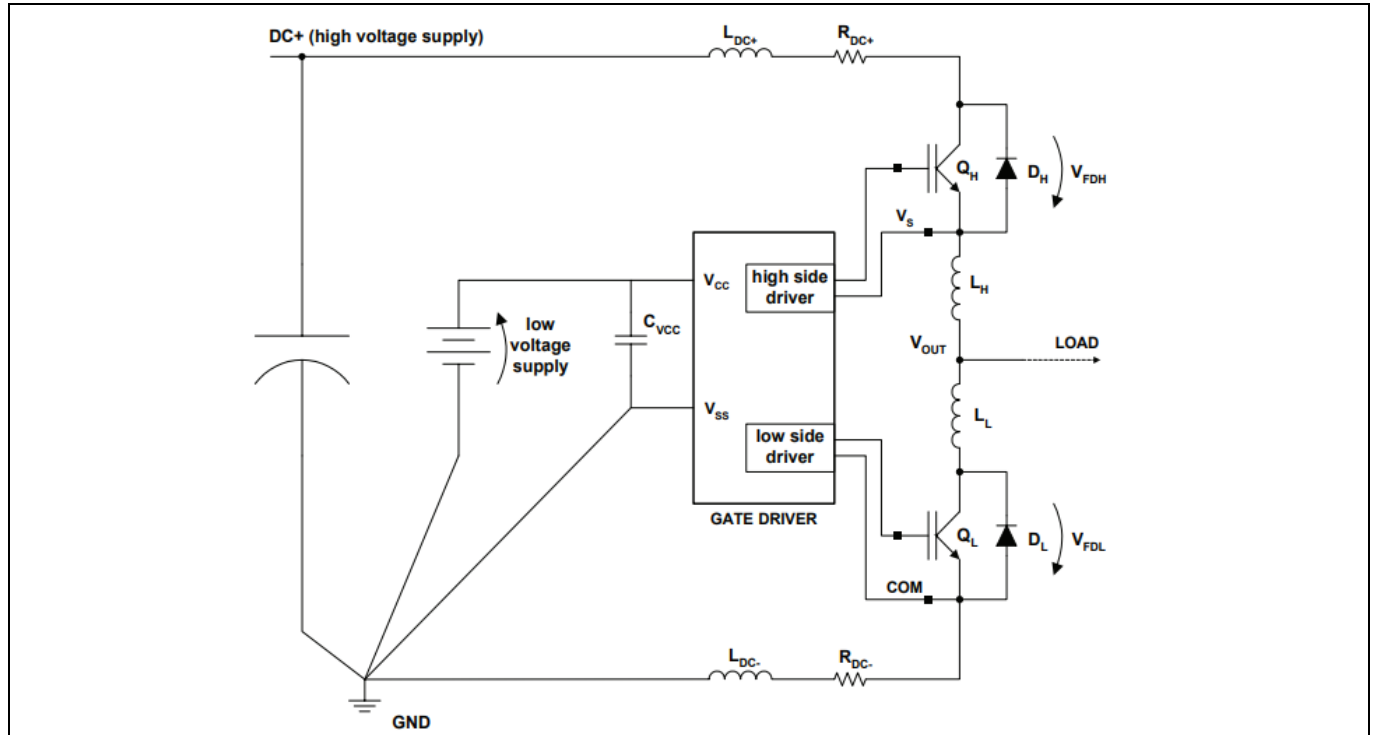 DC+ (high voltage supply)
LDC+
RDC+
QH
DH
VFDH
VS
VCC
high side
driver
LH
low
voltage
supply
CVCC
VOUT
LOAD
VSS
LL
low side
driver
GATE DRIVER
QL
DL
VFDL
COM
LDC-
RDC-
GND